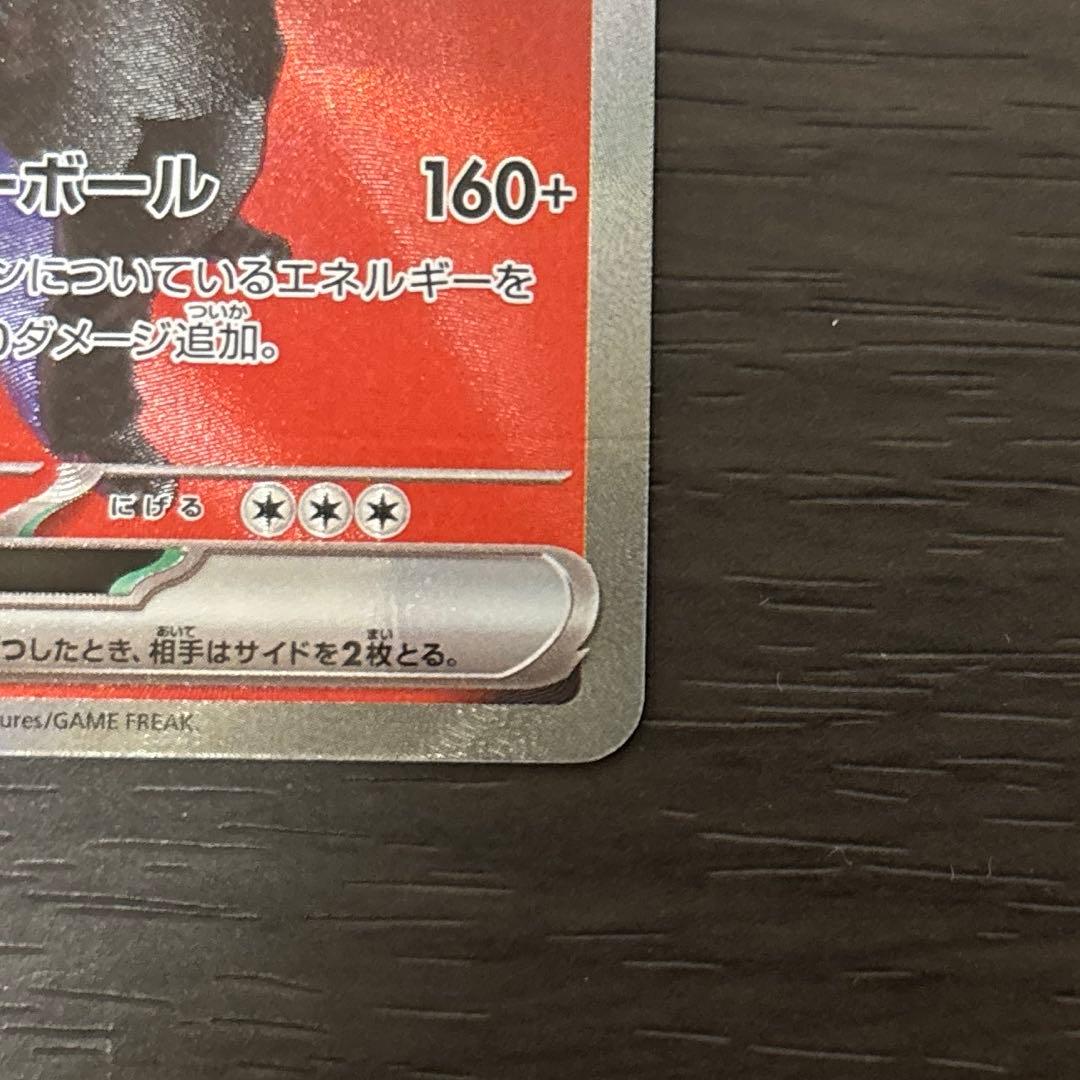 ーボール 160+
ンについているエネルギーを
ついか
ダメージ追加。
にげる
あいて まい
つしたとき、相手はサイドを2枚とる。
ures/GAME FREAK.